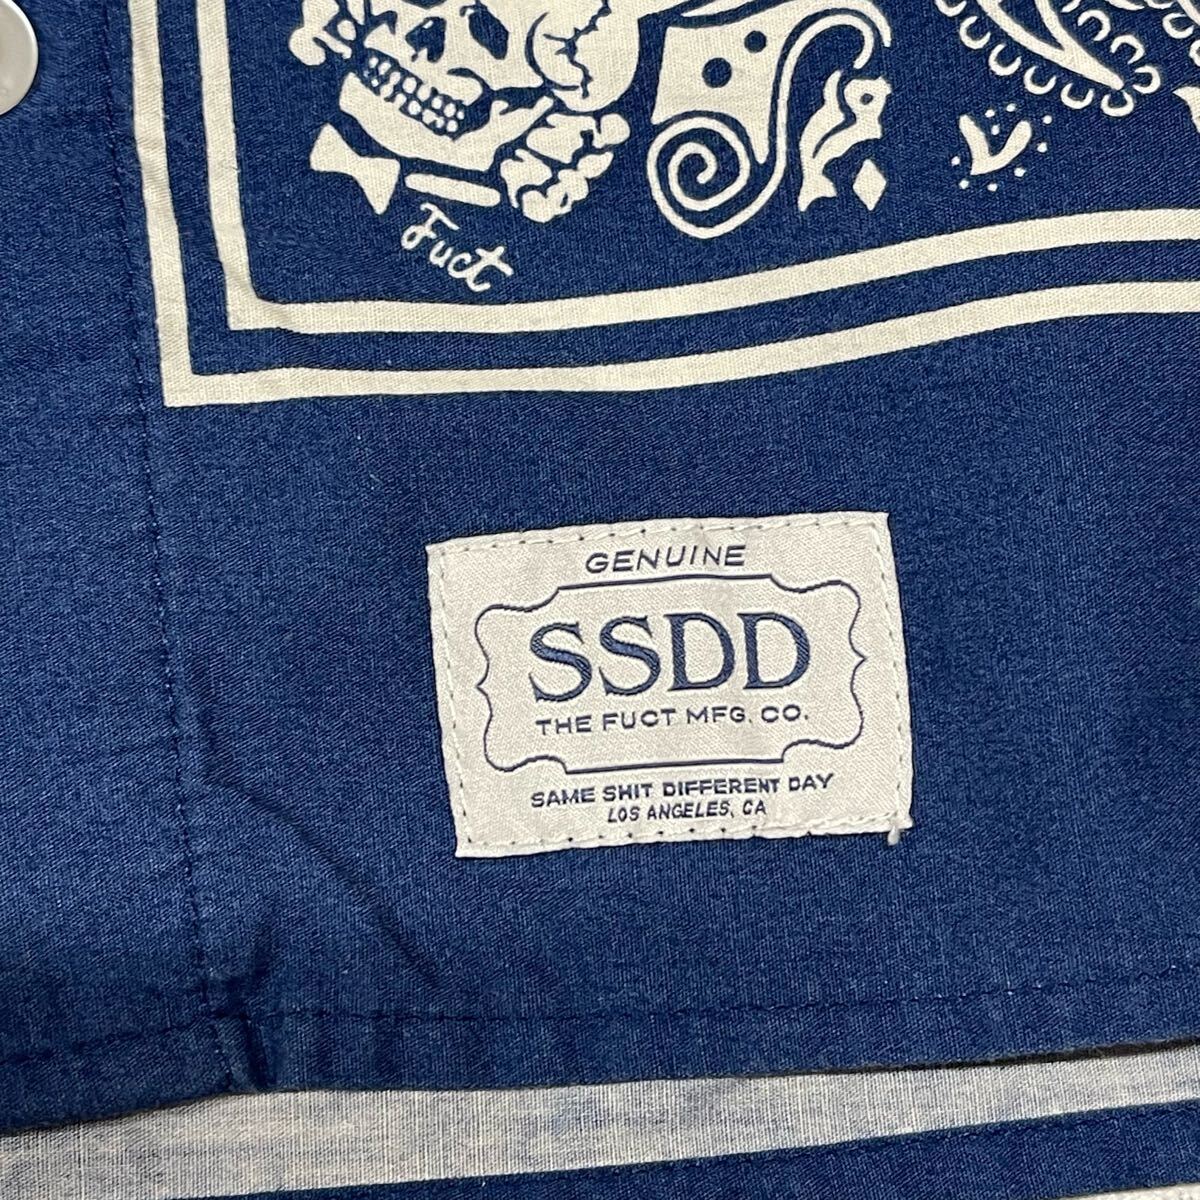 Fuct
GENUINE
SSDD
THE FUCT MFG. CO.
SAME SHIT DIFFERENT DAY
LOS ANGELES, CA